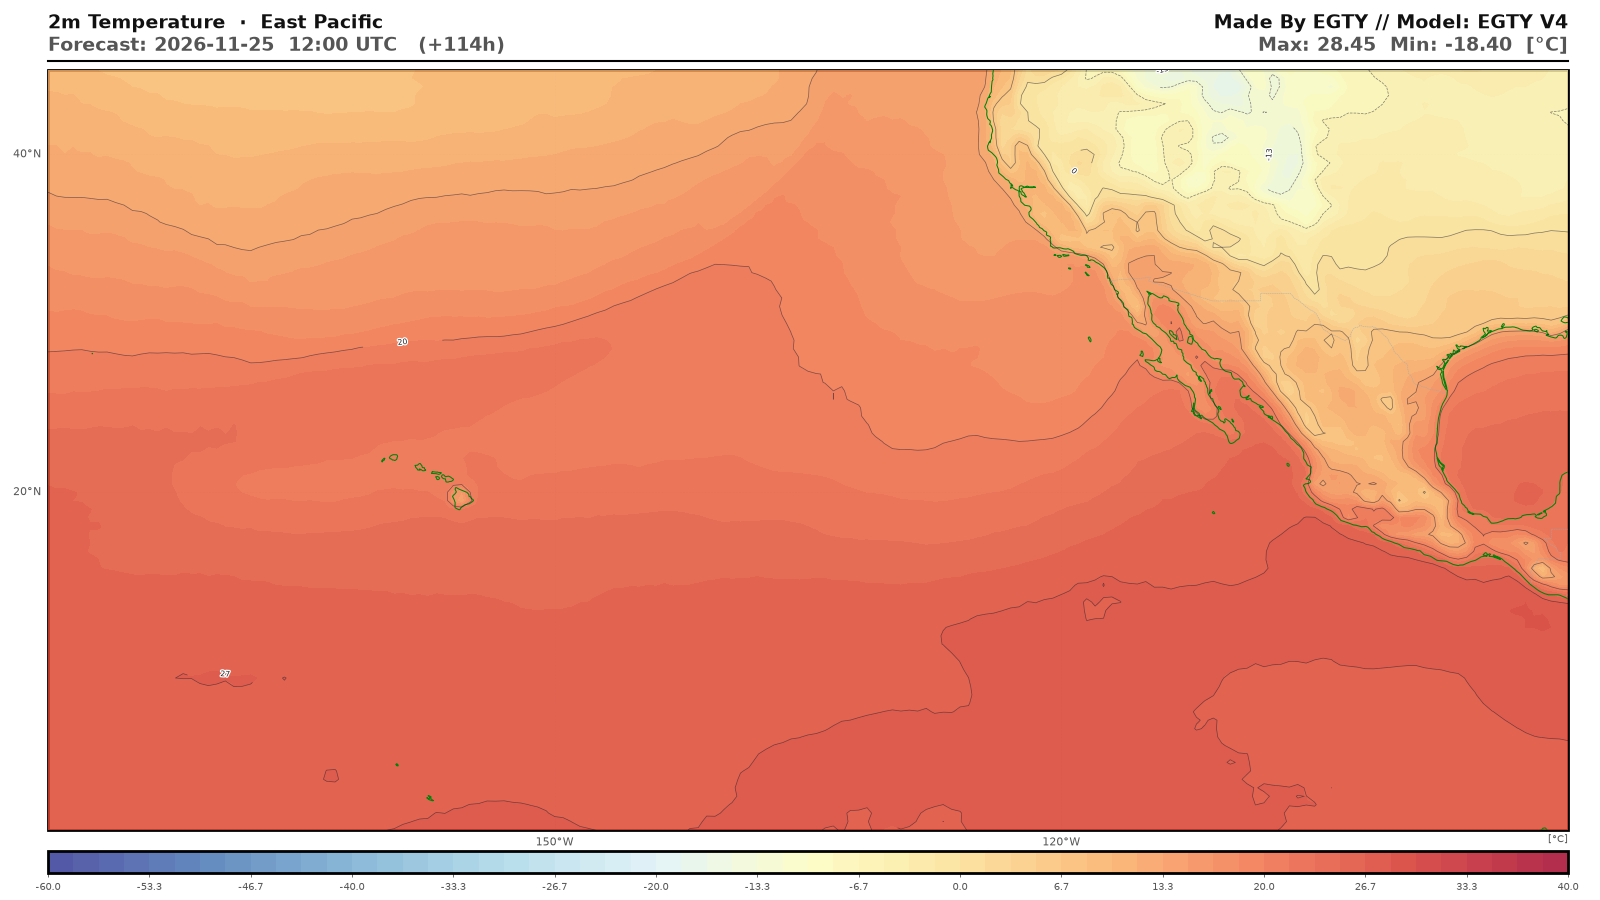 2m Temperature · East Pacific
Made By EGTY // Model: EGTY V4
Forecast: 2026-11-25 12:00 UTC (+114h)
Max: 28.45 Min: -18.40 [°C]
40°N
-13
0
20
20°N
27
150°W
120°W
[°C]
-60.0 -53.3 -46.7 -40.0 -33.3 -26.7 -20.0 -13.3 -6.7 0.0 6.7 13.3 20.0 26.7 33.3 40.0